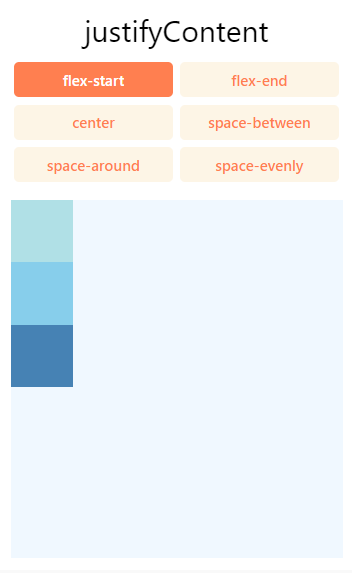 justifyContent
flex-start
flex-end
center
space-between
space-around
space-evenly